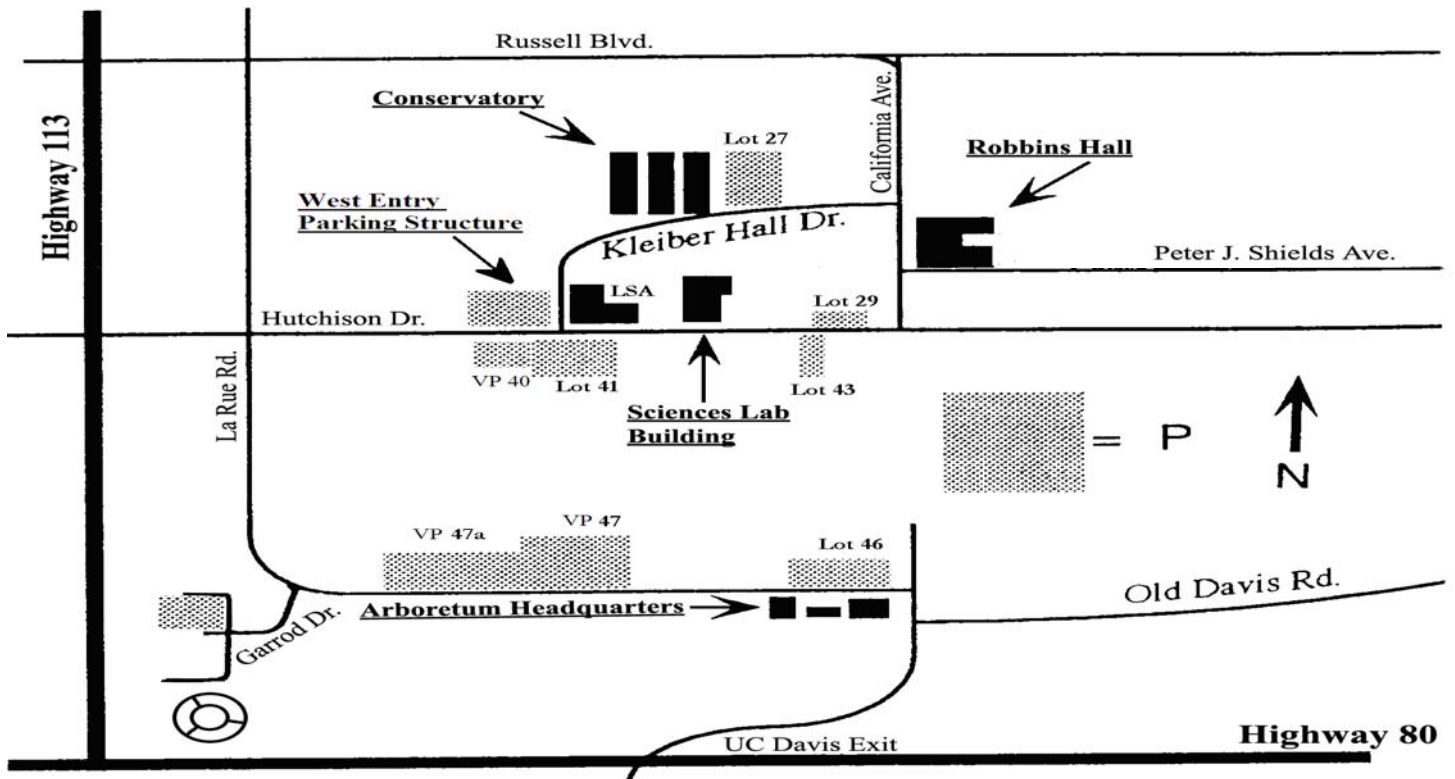 Russell Blvd.
Highway 113
Conservatory
Lot 27
California Ave.
Robbins Hall
West Entry
Parking Structure
Kleiber Hall Dr.
Peter J. Shields Ave.
LSA
Lot 29
Hutchison Dr.
VP 40
Lot 41
Lot 43
La Rue Rd.
Sciences Lab
Building
= P
N
VP 47a
VP 47
Lot 46
Old Davis Rd.
Arboretum Headquarters
Garrod Dr.
UC Davis Exit
Highway 80